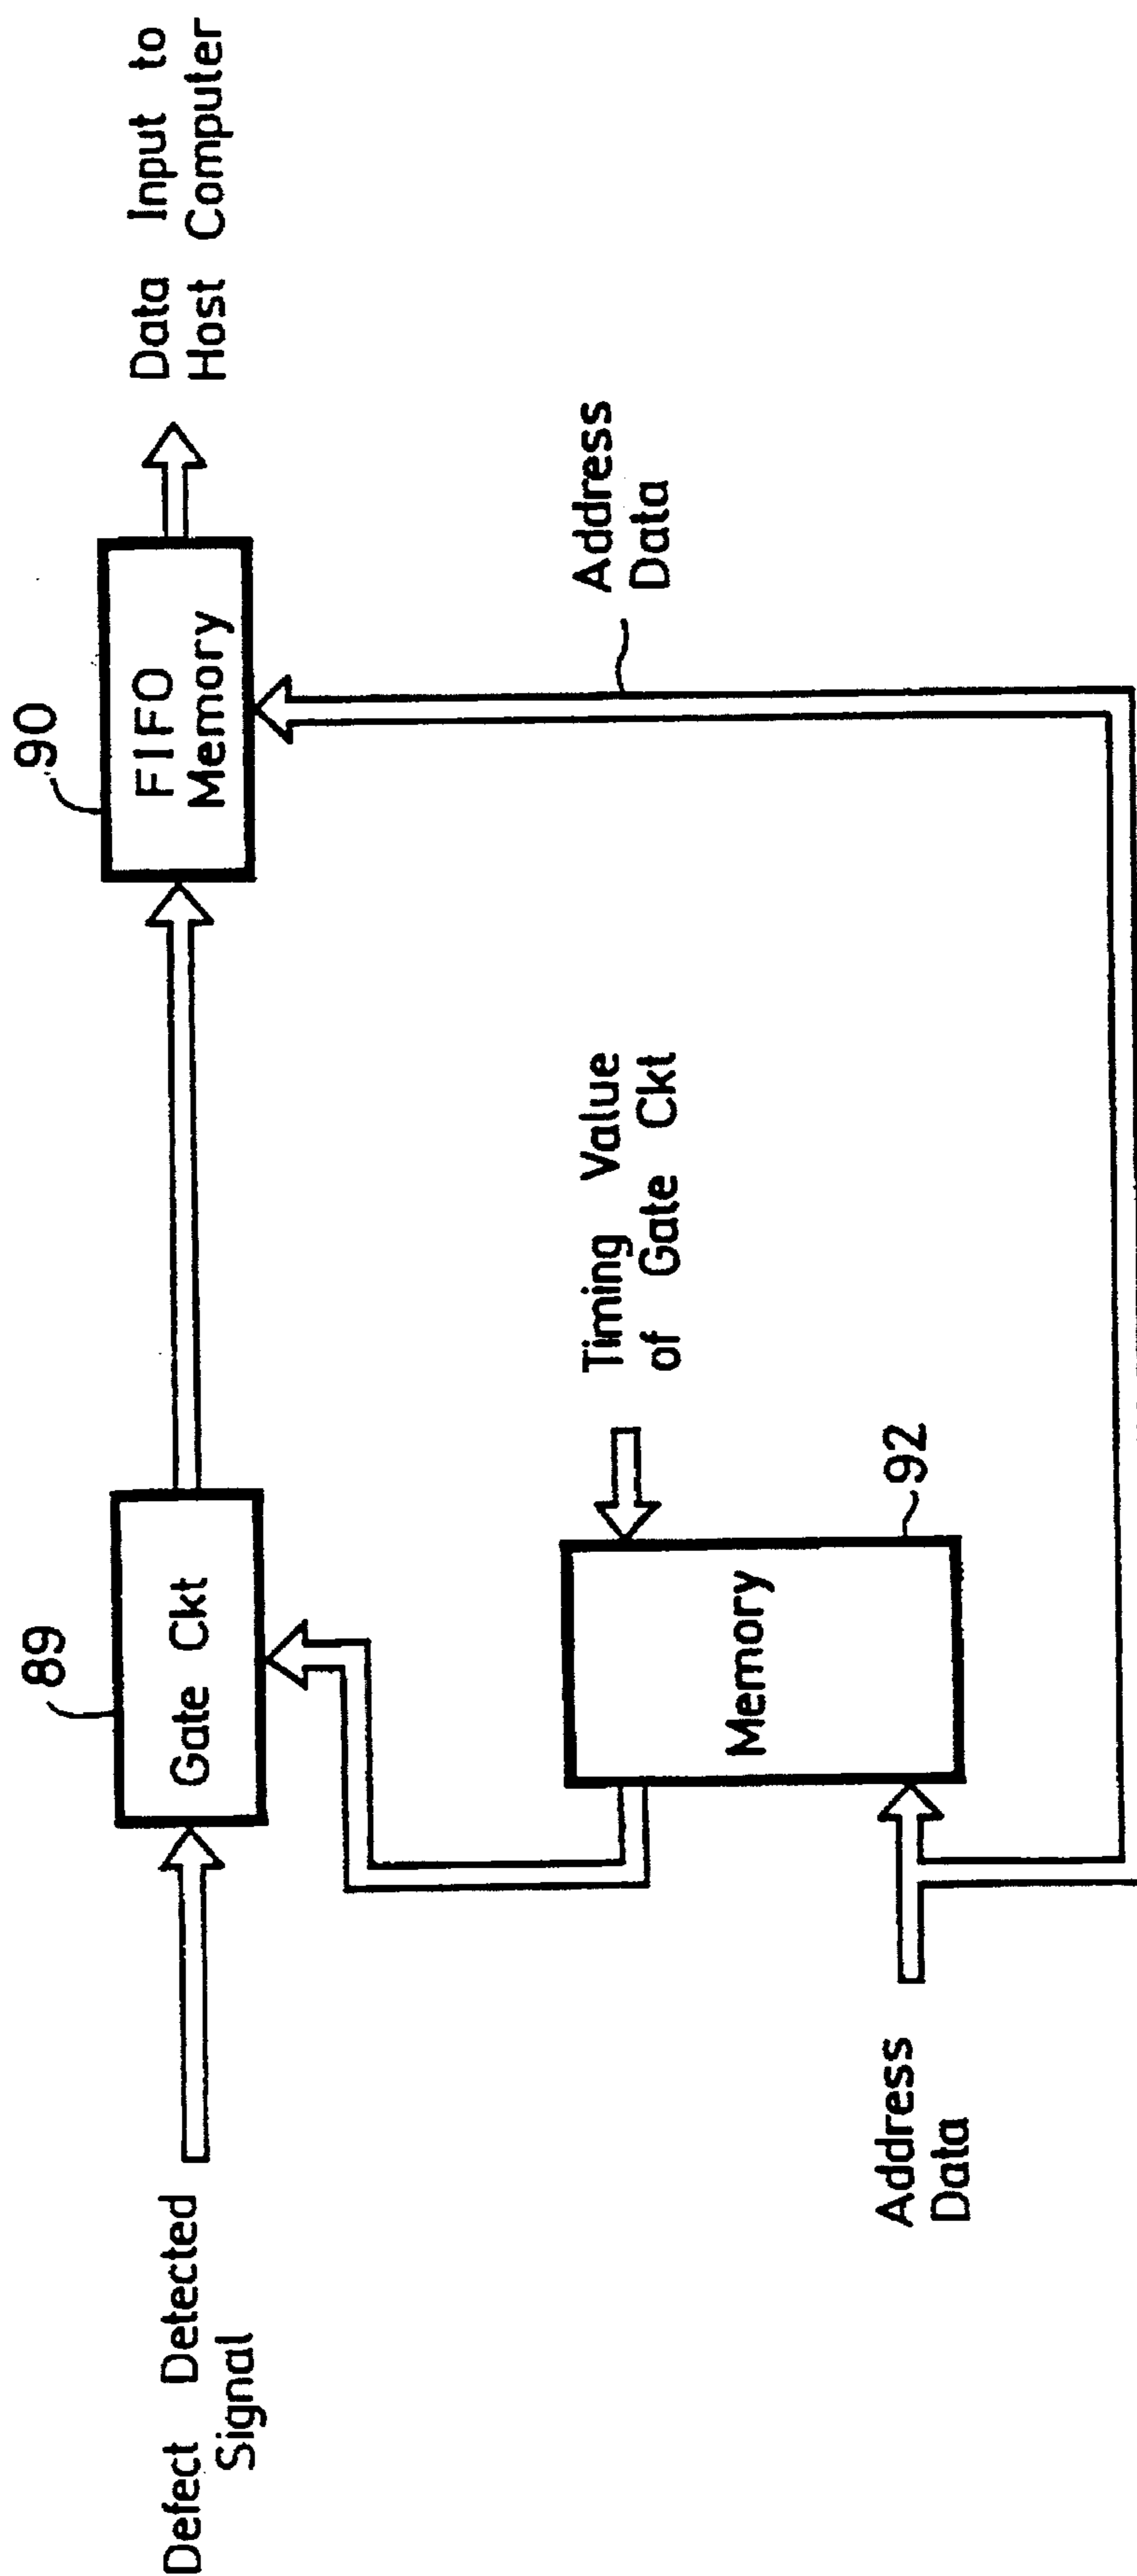 Defect Detected
Signal
89
Gate Ckt
90
FIFO
Memory
Data Input to
Host Computer
Timing Value
of Gate Ckt
Address
Data
Memory
92
Address
Data